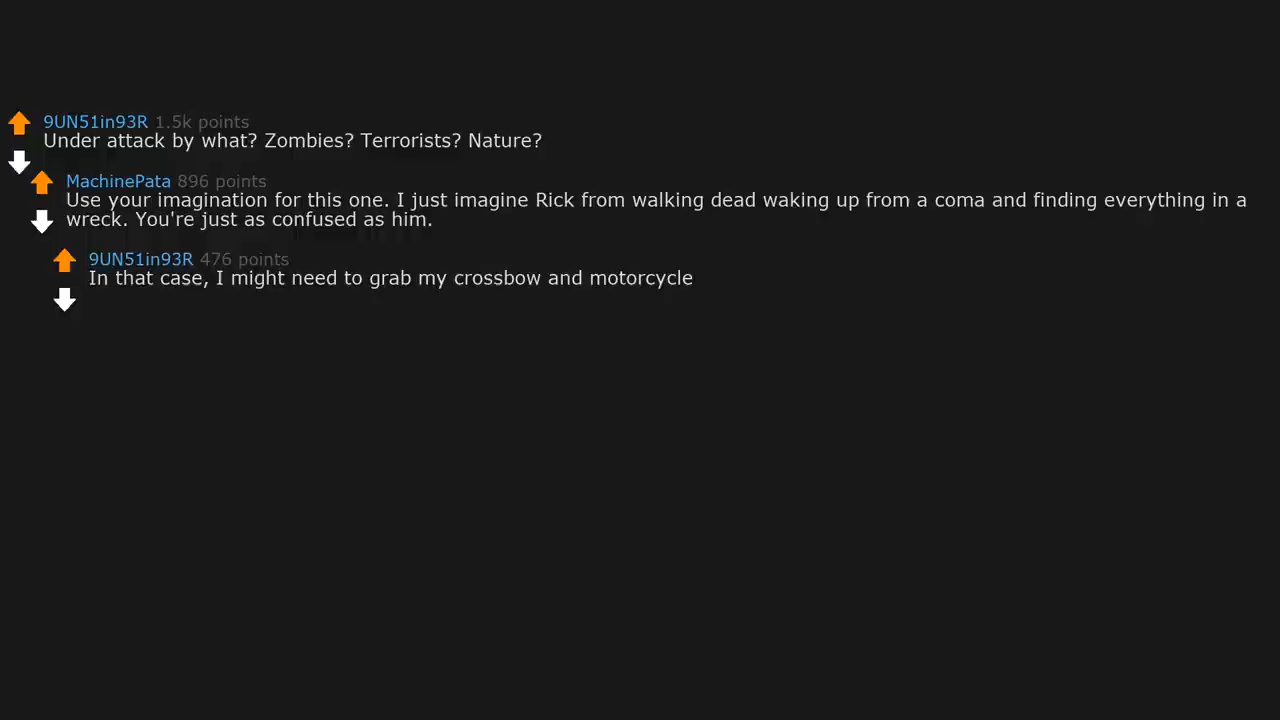 9UN51in93R 1.5k points
Under attack by what? Zombies? Terrorists? Nature?
MachinePata 896 points
Use your imagination for this one. I just imagine Rick from walking dead waking up from a coma and finding everything in a
wreck. You're just as confused as him.
9UN51in93R 476 points
In that case, I might need to grab my crossbow and motorcycle